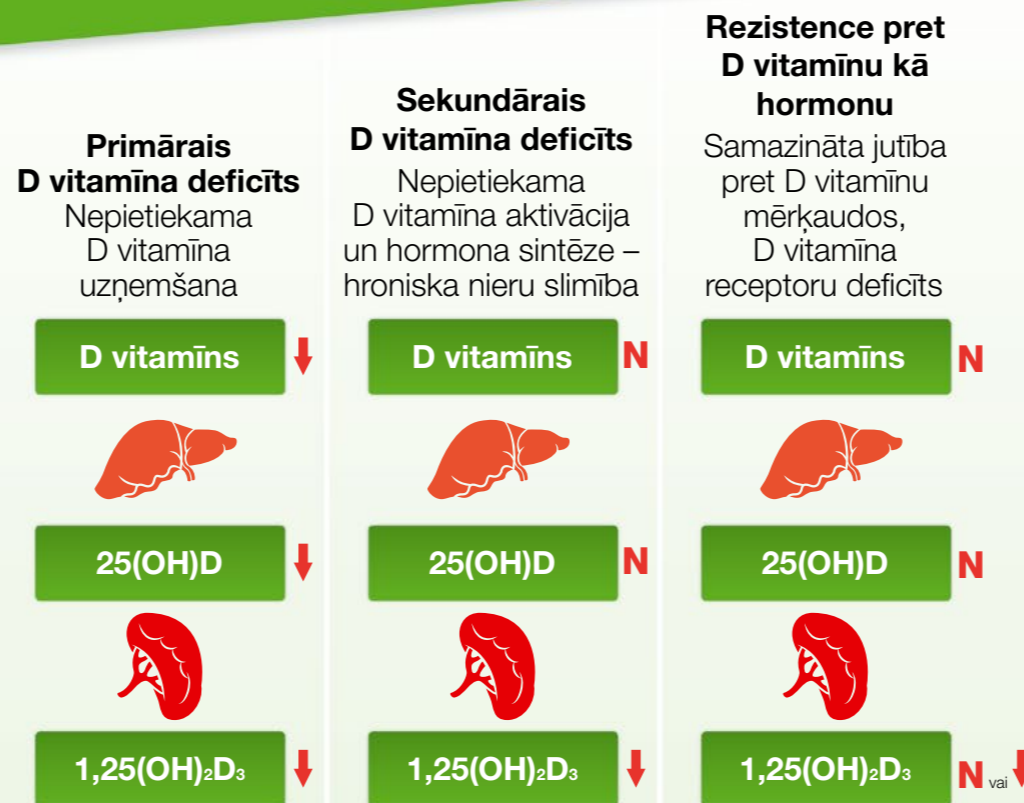 Primārais
D vitamīna deficīts
Nepietiekama
D vitamīna
uzņemšana
D vitamīns
25(OH)D
1,25(OH)₂D₃
Sekundārais
D vitamīna deficīts
Nepietiekama
D vitamīna aktivācija
un hormona sintēze –
hroniska nieru slimība
D vitamīns N
25(OH)D N
1,25(OH)₂D₃
Rezistence pret
D vitamīnu kā
hormonu
Samazināta jutība
pret D vitamīnu
mērķaudos,
D vitamīna
receptoru deficīts
D vitamīns N
25(OH)D N
1,25(OH)₂D₃ N vai